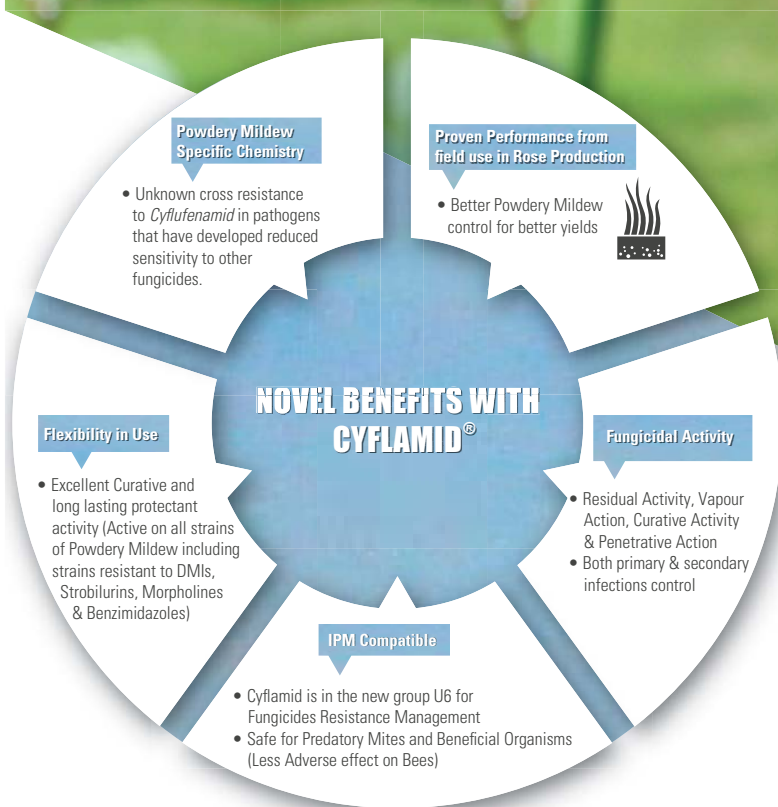 Powdery Mildew
Specific Chemistry
• Unknown cross resistance
to Cyflufenamid in pathogens
that have developed reduced
sensitivity to other
fungicides.
Proven Performance from
field use in Rose Production
• Better Powdery Mildew
control for better yields
NOVEL BENEFITS WITH
CYFLAMID®
Flexibility in Use
• Excellent Curative and
long lasting protectant
activity (Active on all strains
of Powdery Mildew including
strains resistant to DMIs,
Strobilurins, Morpholines
& Benzimidazoles)
Fungicidal Activity
• Residual Activity, Vapour
Action, Curative Activity
& Penetrative Action
• Both primary & secondary
infections control
IPM Compatible
• Cyflamid is in the new group U6 for
Fungicides Resistance Management
• Safe for Predatory Mites and Beneficial Organisms
(Less Adverse effect on Bees)